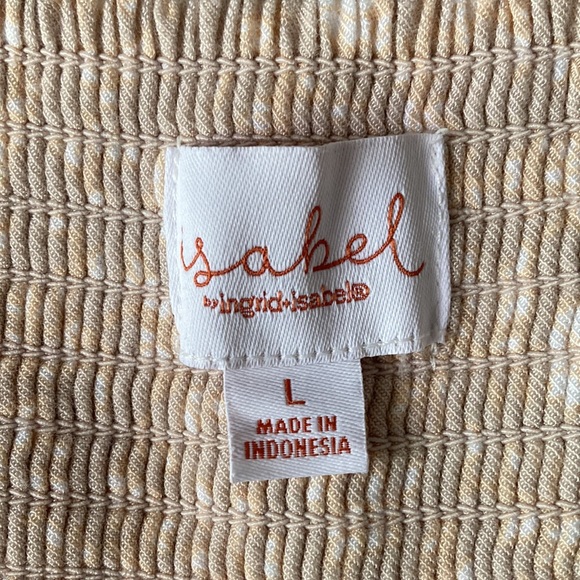 isabel
by ingrid+isabel®
L
MADE IN
INDONESIA